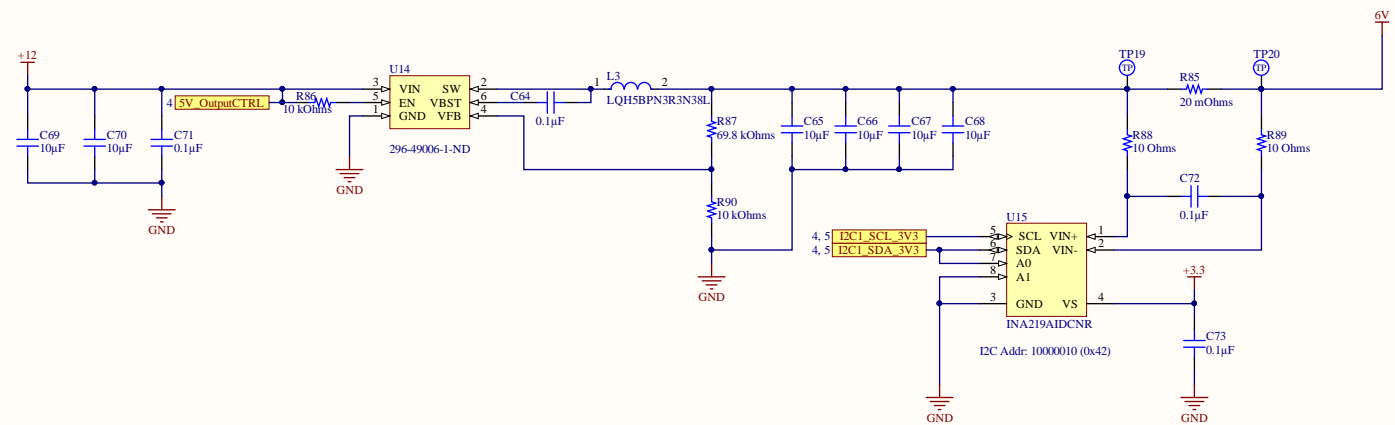 6V
+12
TP19
TP20
TP
TP
U14
L3
R85
20 mOhms
1
2
LQH5BPN3R3N38L
3
VIN
SW
2
4
5V_OutputCTRL
R86
10 kOhms
5
EN
VBST
6
C64
0.1µF
1
GND
VFB
4
296-49006-1-ND
C69
10µF
C70
10µF
C71
0.1µF
GND
GND
R87
69.8 kOhms
C65
10µF
C66
10µF
C67
10µF
C68
10µF
R88
10 Ohms
R89
10 Ohms
C72
0.1µF
R90
10 kOhms
GND
U15
4, 5
I2C1_SCL_3V3
5
SCL
VIN+
1
4, 5
I2C1_SDA_3V3
6
SDA
VIN-
2
7
A0
8
A1
3
GND
VS
4
INA219AIDCNR
+3.3
I2C Addr: 10000010 (0x42)
C73
0.1µF
GND
GND